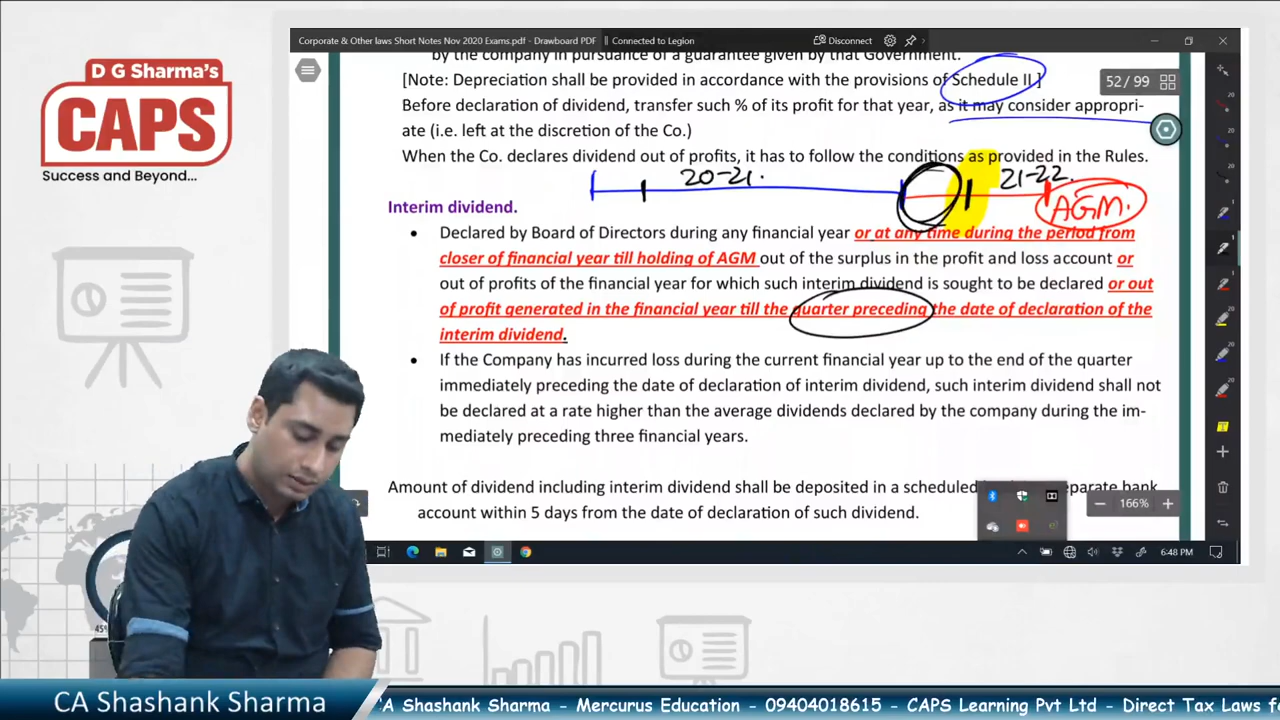 Corporate & Other laws Short Notes Nov 2020 Exams.pdf - Drawboard PDF
Connected to Legion
Disconnect
D G Sharma's
CAPS
Success and Beyond...
52 / 99
by the company in pursuance of a guarantee given by that Government.
[Note: Depreciation shall be provided in accordance with the provisions of Schedule II.]
Before declaration of dividend, transfer such % of its profit for that year, as it may consider appropri-
ate (i.e. left at the discretion of the Co.)
When the Co. declares dividend out of profits, it has to follow the conditions as provided in the Rules.
20-21.
21-22.
AGM.
Interim dividend.
• Declared by Board of Directors during any financial year or at any time during the period from
closer of financial year till holding of AGM out of the surplus in the profit and loss account or
out of profits of the financial year for which such interim dividend is sought to be declared or out
of profit generated in the financial year till the quarter preceding the date of declaration of the
interim dividend.
• If the Company has incurred loss during the current financial year up to the end of the quarter
immediately preceding the date of declaration of interim dividend, such interim dividend shall not
be declared at a rate higher than the average dividends declared by the company during the im-
mediately preceding three financial years.
Amount of dividend including interim dividend shall be deposited in a scheduled
account within 5 days from the date of declaration of such dividend.
166%
6:48 PM
45%
CA Shashank Sharma
A Shashank Sharma - Mercurus Education - 09404018615 - CAPS Learning Pvt Ltd - Direct Tax Laws fo